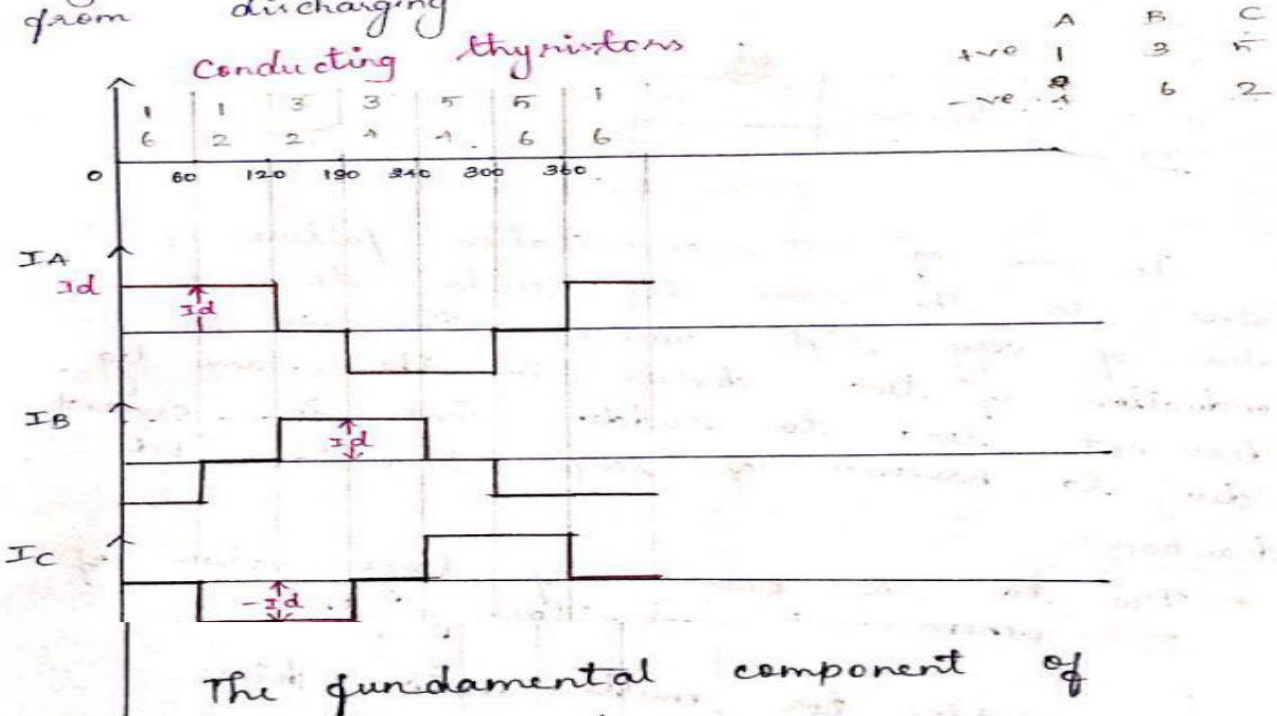 from discharging
Conducting thyristors
A B C
+ve 1 3 5
-ve 4 6 2
1 1 3 3 5 5 1
6 2 2 4 4 6 6
0 60 120 190 240 300 360
IA
Id
Id
IB
Id
IC
-Id
The fundamental component of